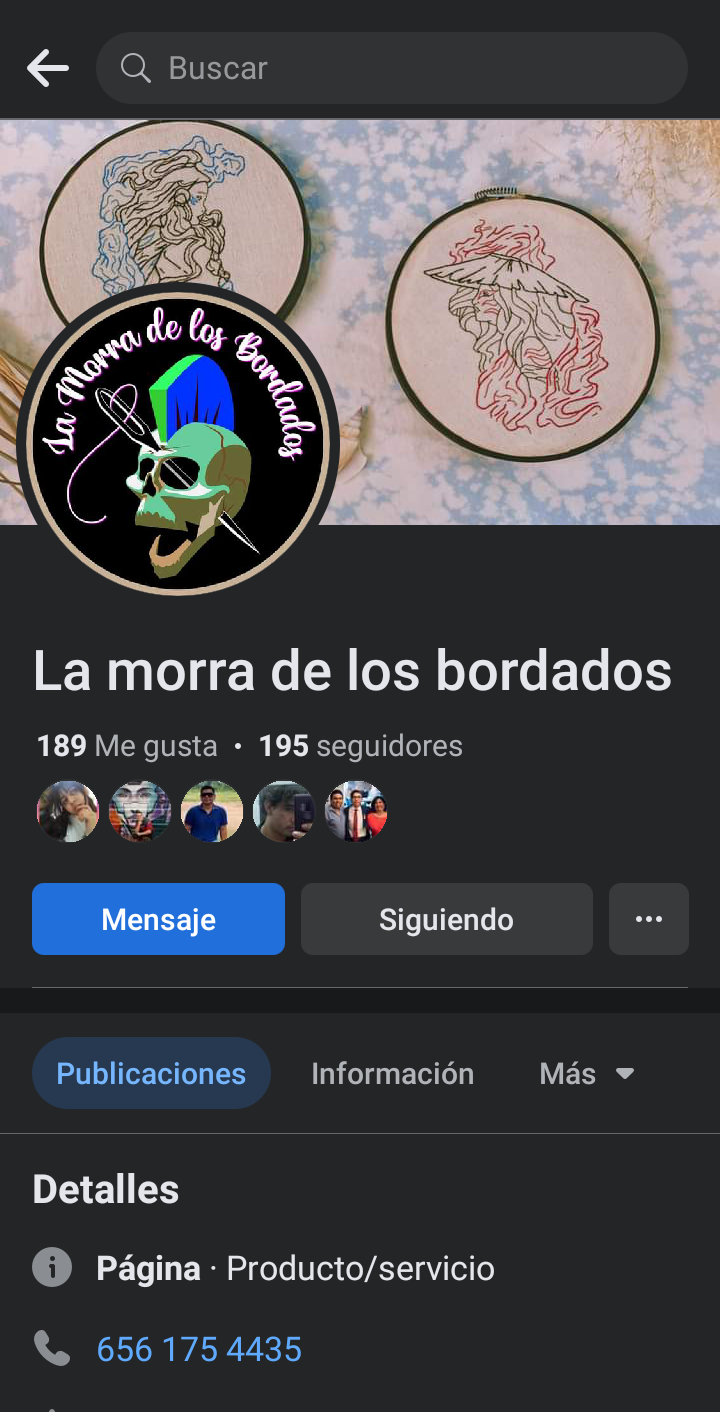 Buscar
La Morra de los Bordados
La morra de los bordados
189 Me gusta · 195 seguidores
Mensaje
Siguiendo
Publicaciones
Información
Más
Detalles
Página · Producto/servicio
656 175 4435